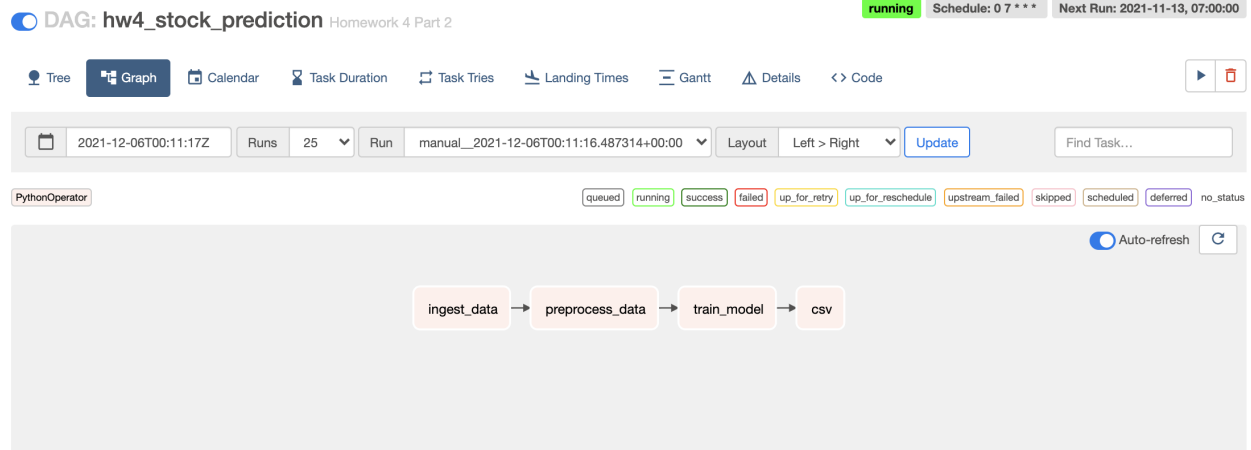 DAG: hw4_stock_prediction Homework 4 Part 2
running Schedule: 0 7 * * * Next Run: 2021-11-13, 07:00:00
Tree Graph Calendar Task Duration Task Tries Landing Times Gantt Details <> Code
2021-12-06T00:11:17Z Runs 25 Run manual__2021-12-06T00:11:16.487314+00:00 Layout Left > Right Update Find Task...
PythonOperator queued running success failed up_for_retry up_for_reschedule upstream_failed skipped scheduled deferred no_status
Auto-refresh
ingest_data preprocess_data train_model csv